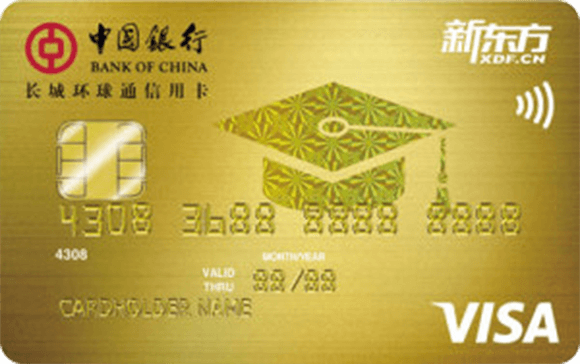 中国银行
BANK OF CHINA
长城环球通信用卡
新东方
XDF.CN
4308 3688 8888 8888
4308
MONTH/YEAR
VALID THRU 88/88
CARDHOLDER NAME
VISA